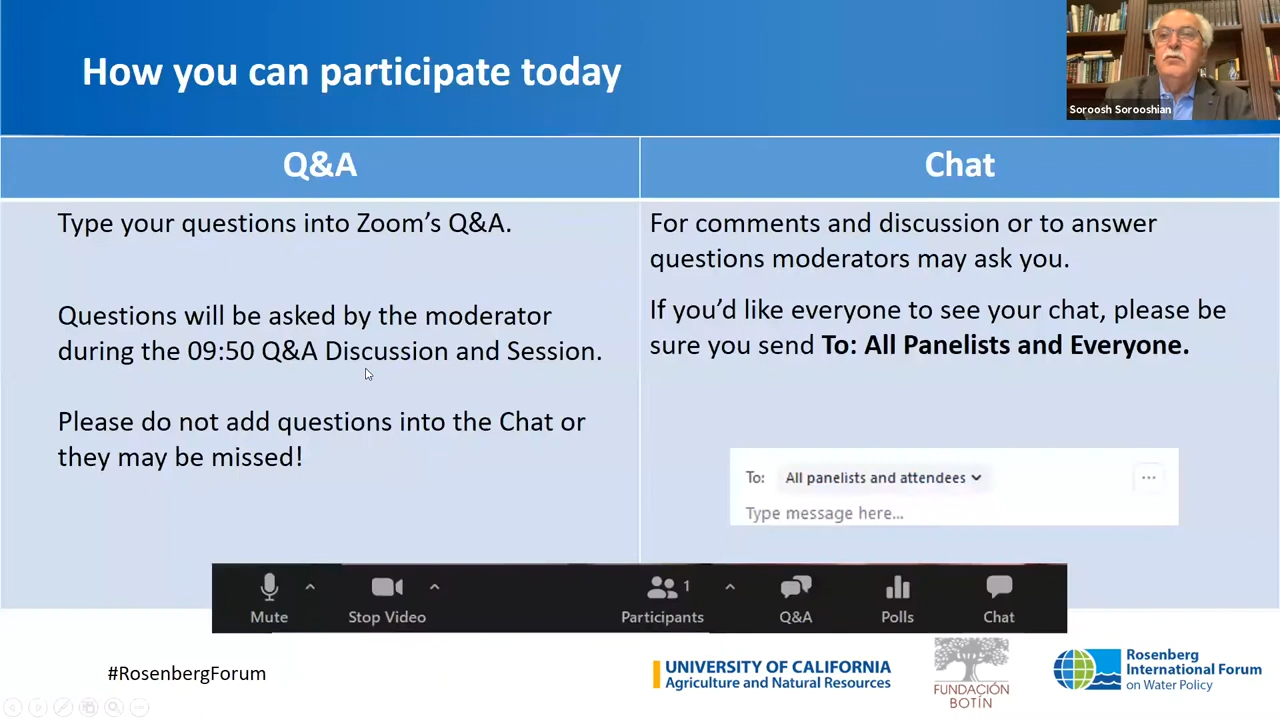 How you can participate today
Soroosh Sorooshian
Q&A
Type your questions into Zoom's Q&A.
Questions will be asked by the moderator
during the 09:50 Q&A Discussion and Session.
Please do not add questions into the Chat or
they may be missed!
Chat
For comments and discussion or to answer
questions moderators may ask you.
If you'd like everyone to see your chat, please be
sure you send To: All Panelists and Everyone.
To: All panelists and attendees
Type message here...
1
Mute
Stop Video
Participants
Q&A
Polls
Chat
#RosenbergForum
UNIVERSITY OF CALIFORNIA
Agriculture and Natural Resources
FUNDACIÓN
BOTÍN
Rosenberg
International Forum
on Water Policy